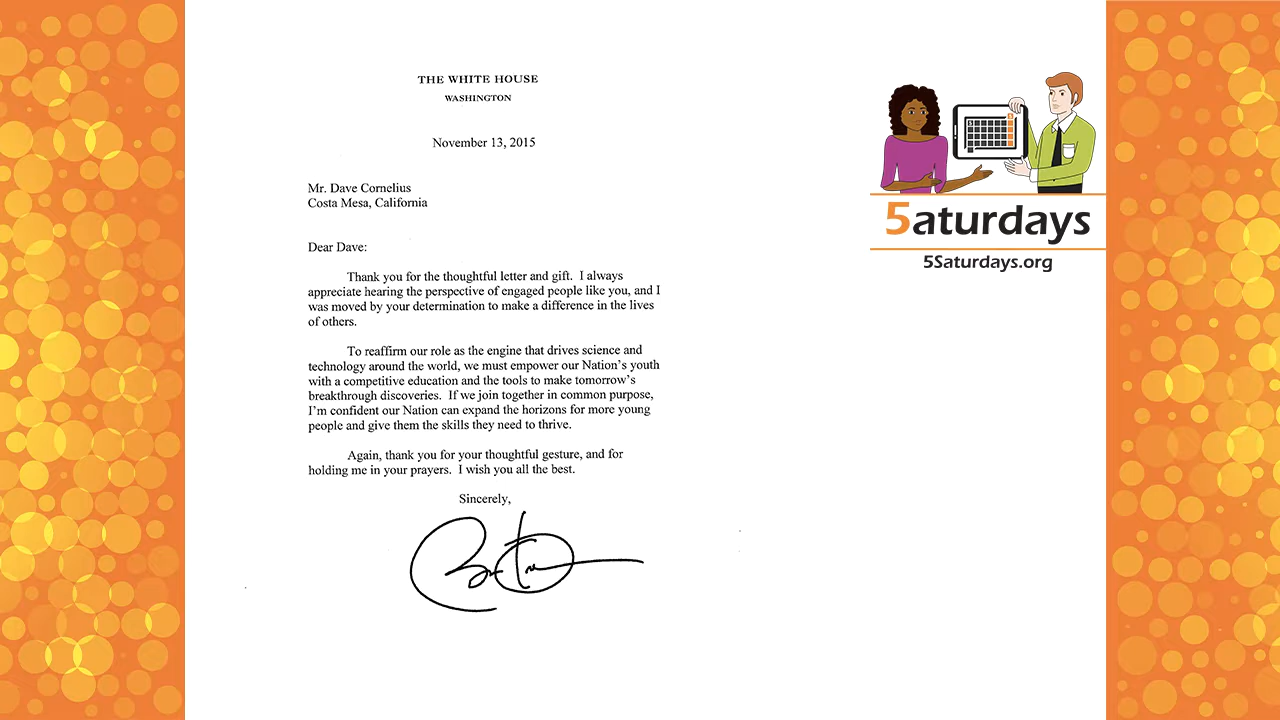 THE WHITE HOUSE
WASHINGTON
November 13, 2015
Mr. Dave Cornelius
Costa Mesa, California
Dear Dave:
Thank you for the thoughtful letter and gift. I always
appreciate hearing the perspective of engaged people like you, and I
was moved by your determination to make a difference in the lives
of others.
To reaffirm our role as the engine that drives science and
technology around the world, we must empower our Nation's youth
with a competitive education and the tools to make tomorrow's
breakthrough discoveries. If we join together in common purpose,
I'm confident our Nation can expand the horizons for more young
people and give them the skills they need to thrive.
Again, thank you for your thoughtful gesture, and for
holding me in your prayers. I wish you all the best.
Sincerely,
5aturdays
5Saturdays.org